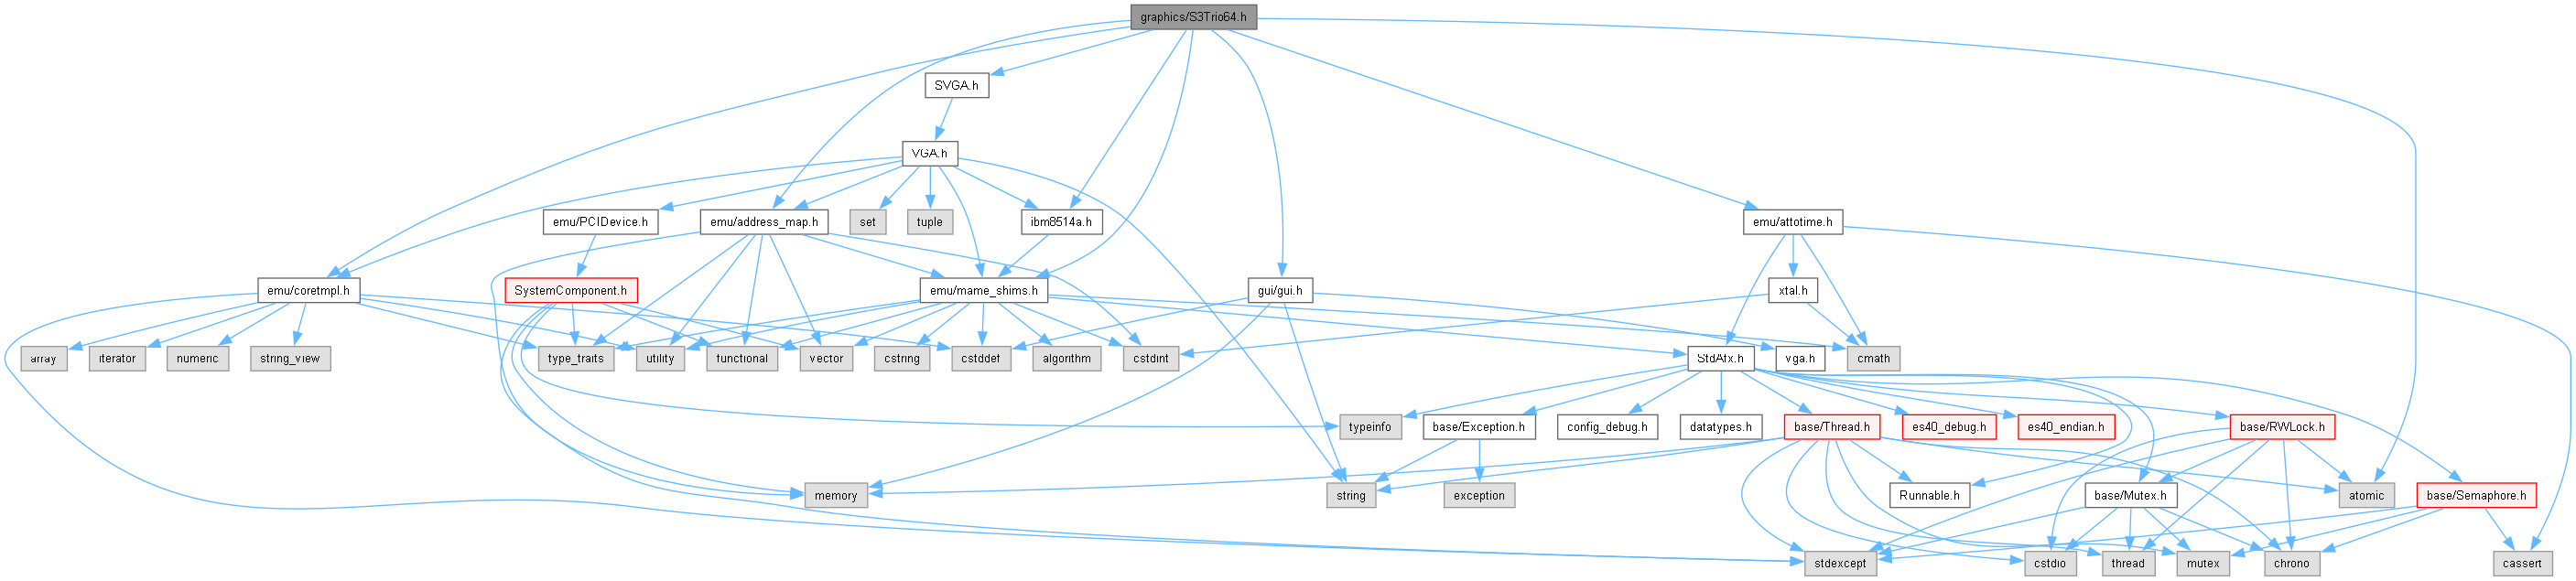 graphics/S3Trio64.h
SVGA.h
VGA.h
emu/PCIDevice.h
emu/address_map.h
set
tuple
ibm8514a.h
emu/attotime.h
emu/coretmpl.h
SystemComponent.h
emu/mame_shims.h
gui/gui.h
xtal.h
array
iterator
numeric
string_view
type_traits
utility
functional
vector
cstring
cstddef
algorithm
cstdint
StdAfx.h
vga.h
cmath
typeinfo
base/Exception.h
config_debug.h
datatypes.h
base/Thread.h
es40_debug.h
es40_endian.h
base/RWLock.h
memory
string
exception
Runnable.h
base/Mutex.h
atomic
base/Semaphore.h
stdexcept
cstdio
thread
mutex
chrono
cassert